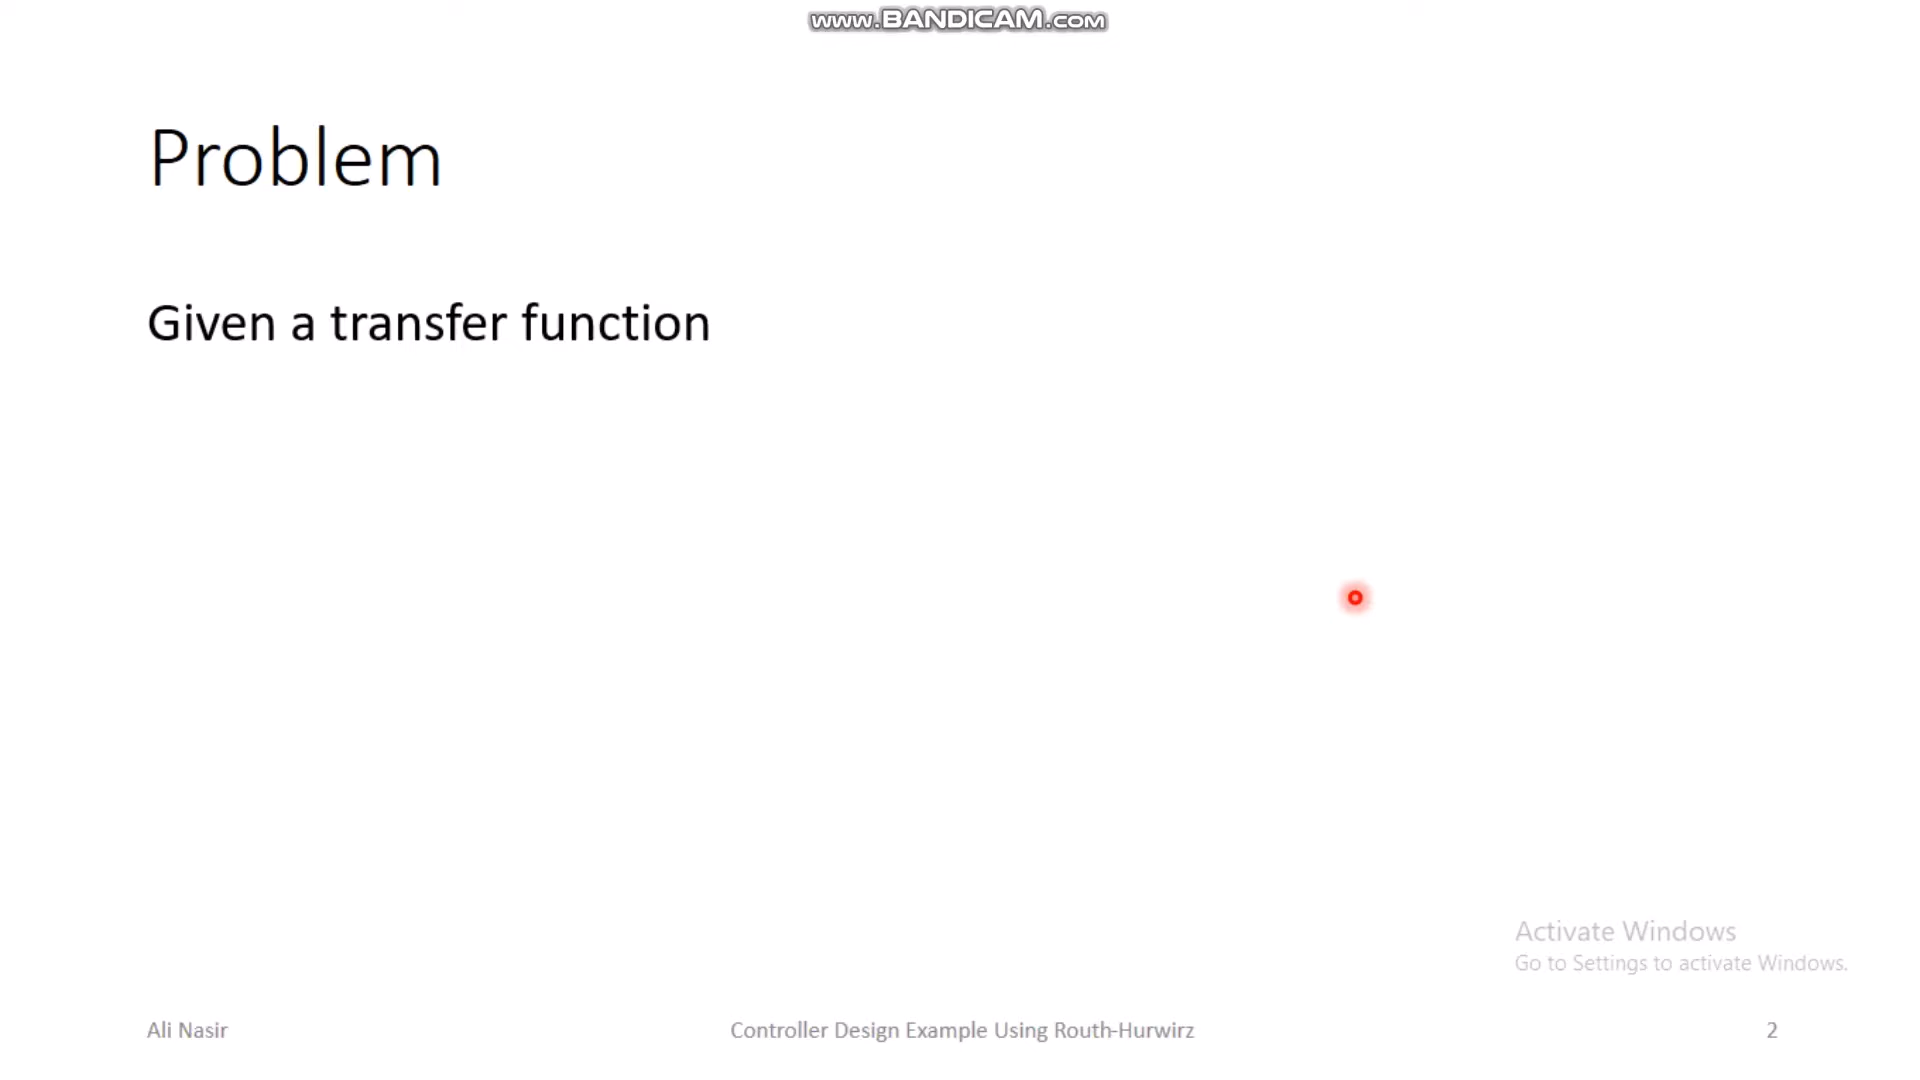 www.BANDICAM.com
Problem
Given a transfer function
Activate Windows
Go to Settings to activate Windows.
Ali Nasir
Controller Design Example Using Routh-Hurwirz
2